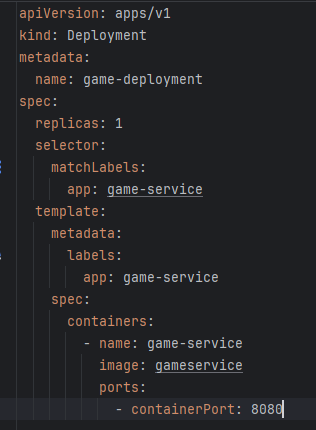 apiVersion: apps/v1
kind: Deployment
metadata:
  name: game-deployment
spec:
  replicas: 1
  selector:
    matchLabels:
      app: game-service
  template:
    metadata:
      labels:
        app: game-service
    spec:
      containers:
        - name: game-service
          image: gameservice
          ports:
            - containerPort: 8080